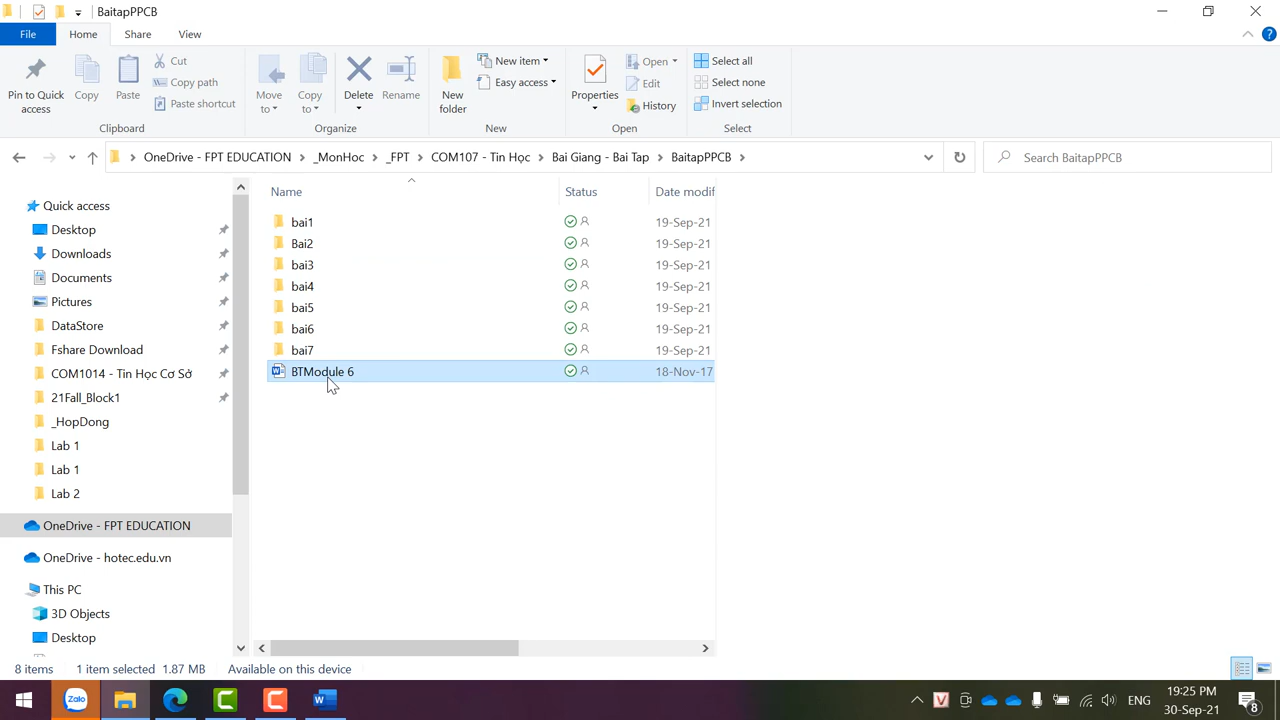 BaitapPPCB
File Home Share View
Pin to Quick access
Copy
Paste
Cut
Copy path
Paste shortcut
Clipboard
Move to
Copy to
Delete
Rename
Organize
New folder
New item
Easy access
New
Properties
Open
Edit
History
Open
Select all
Select none
Invert selection
Select
OneDrive - FPT EDUCATION _MonHoc _FPT COM107 - Tin Học Bai Giang - Bai Tap BaitapPPCB
Search BaitapPPCB
Quick access
Desktop
Downloads
Documents
Pictures
DataStore
Fshare Download
COM1014 - Tin Học Cơ Sở
21Fall_Block1
_HopDong
Lab 1
Lab 1
Lab 2
OneDrive - FPT EDUCATION
OneDrive - hotec.edu.vn
This PC
3D Objects
Desktop
Name Status Date modif
bai1 19-Sep-21
Bai2 19-Sep-21
bai3 19-Sep-21
bai4 19-Sep-21
bai5 19-Sep-21
bai6 19-Sep-21
bai7 19-Sep-21
BTModule 6 18-Nov-17
8 items 1 item selected 1.87 MB Available on this device
Zalo
ENG
19:25 PM
30-Sep-21
8